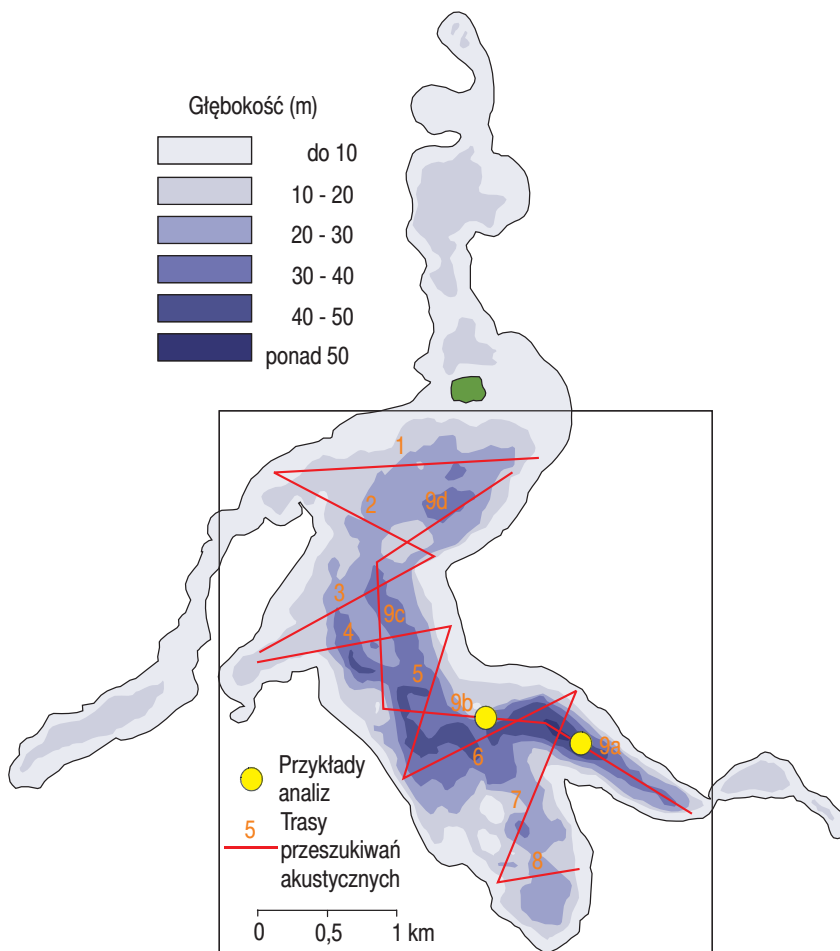 Głębokość (m)
do 10
10 - 20
20 - 30
30 - 40
40 - 50
ponad 50
1
2
9d
3
9c
4
5
9b
9a
6
7
8
Przykłady
analiz
5 Trasy
przeszukiwań
akustycznych
0 0,5 1 km